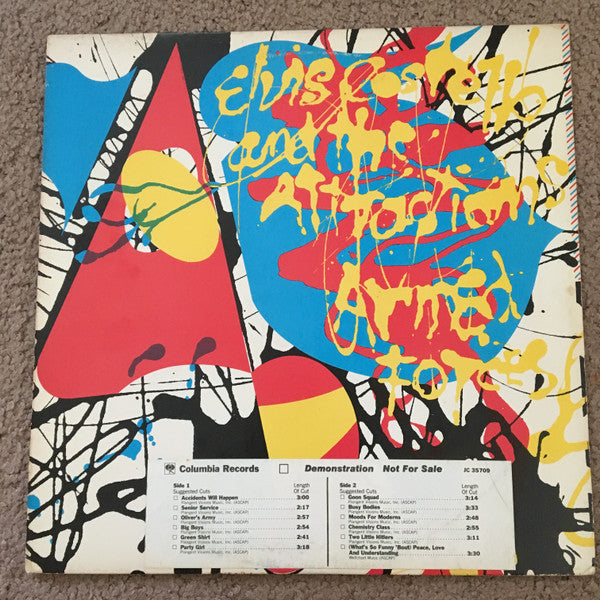 Elvis Costello
and the
Attractions
Armed
forces
Columbia Records Demonstration Not For Sale JC 35709
Side 1
Suggested Cuts Length Of Cut
Accidents Will Happen 3:00
Plangent Visions Music, Inc. (ASCAP)
Senior Service 2:17
Plangent Visions Music, Inc. (ASCAP)
Oliver's Army 2:57
Plangent Visions Music, Inc. (ASCAP)
Big Boys 2:54
Plangent Visions Music, Inc. (ASCAP)
Green Shirt 2:41
Plangent Visions Music, Inc. (ASCAP)
Party Girl 3:18
Plangent Visions Music, Inc. (ASCAP)
Side 2
Suggested Cuts Length Of Cut
Goon Squad 3:14
Plangent Visions Music, Inc. (ASCAP)
Busy Bodies 3:33
Plangent Visions Music, Inc. (ASCAP)
Moods For Moderns 2:48
Plangent Visions Music, Inc. (ASCAP)
Chemistry Class 2:55
Plangent Visions Music, Inc. (ASCAP)
Two Little Hitlers 3:11
Plangent Visions Music, Inc. (ASCAP)
(What's So Funny 'Bout) Peace, Love
And Understanding 3:30